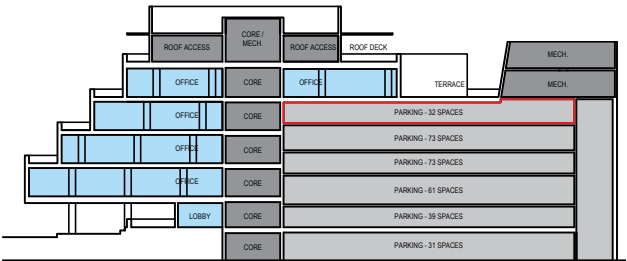 CORE /
MECH.
ROOF ACCESS
ROOF ACCESS
ROOF DECK
MECH.
OFFICE
CORE
OFFICE
TERRACE
MECH.
OFFICE
CORE
PARKING - 32 SPACES
OFFICE
CORE
PARKING - 73 SPACES
PARKING - 73 SPACES
OFFICE
CORE
PARKING - 61 SPACES
LOBBY
CORE
PARKING - 39 SPACES
CORE
PARKING - 31 SPACES